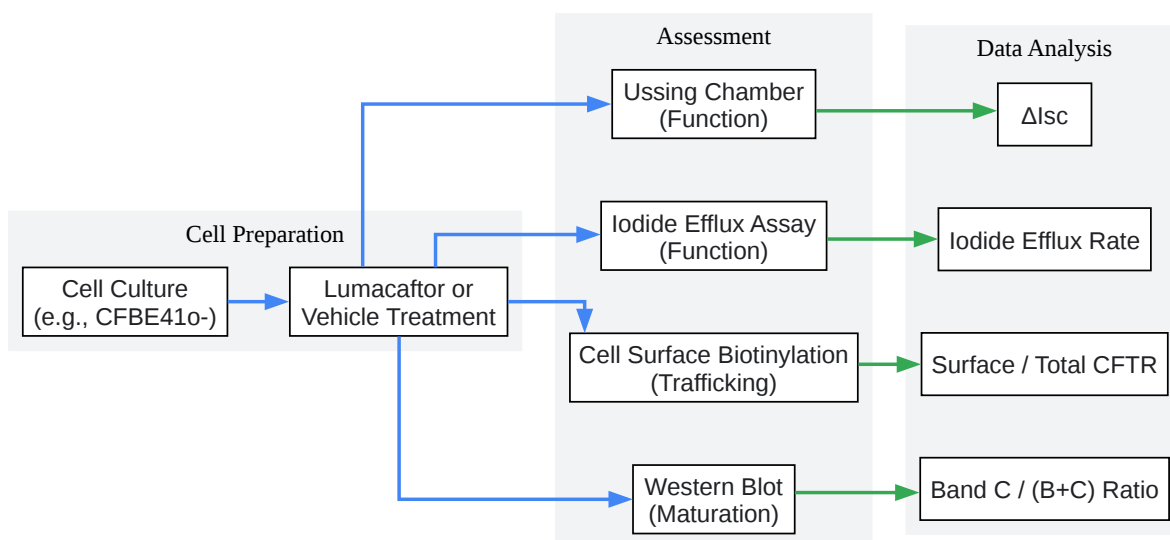 Assessment
Data Analysis
Ussing Chamber
(Function)
ΔIsc
Cell Preparation
Iodide Efflux Assay
(Function)
Iodide Efflux Rate
Cell Culture
(e.g., CFBE41o-)
Lumacaftor or
Vehicle Treatment
Cell Surface Biotinylation
(Trafficking)
Surface / Total CFTR
Western Blot
(Maturation)
Band C / (B+C) Ratio